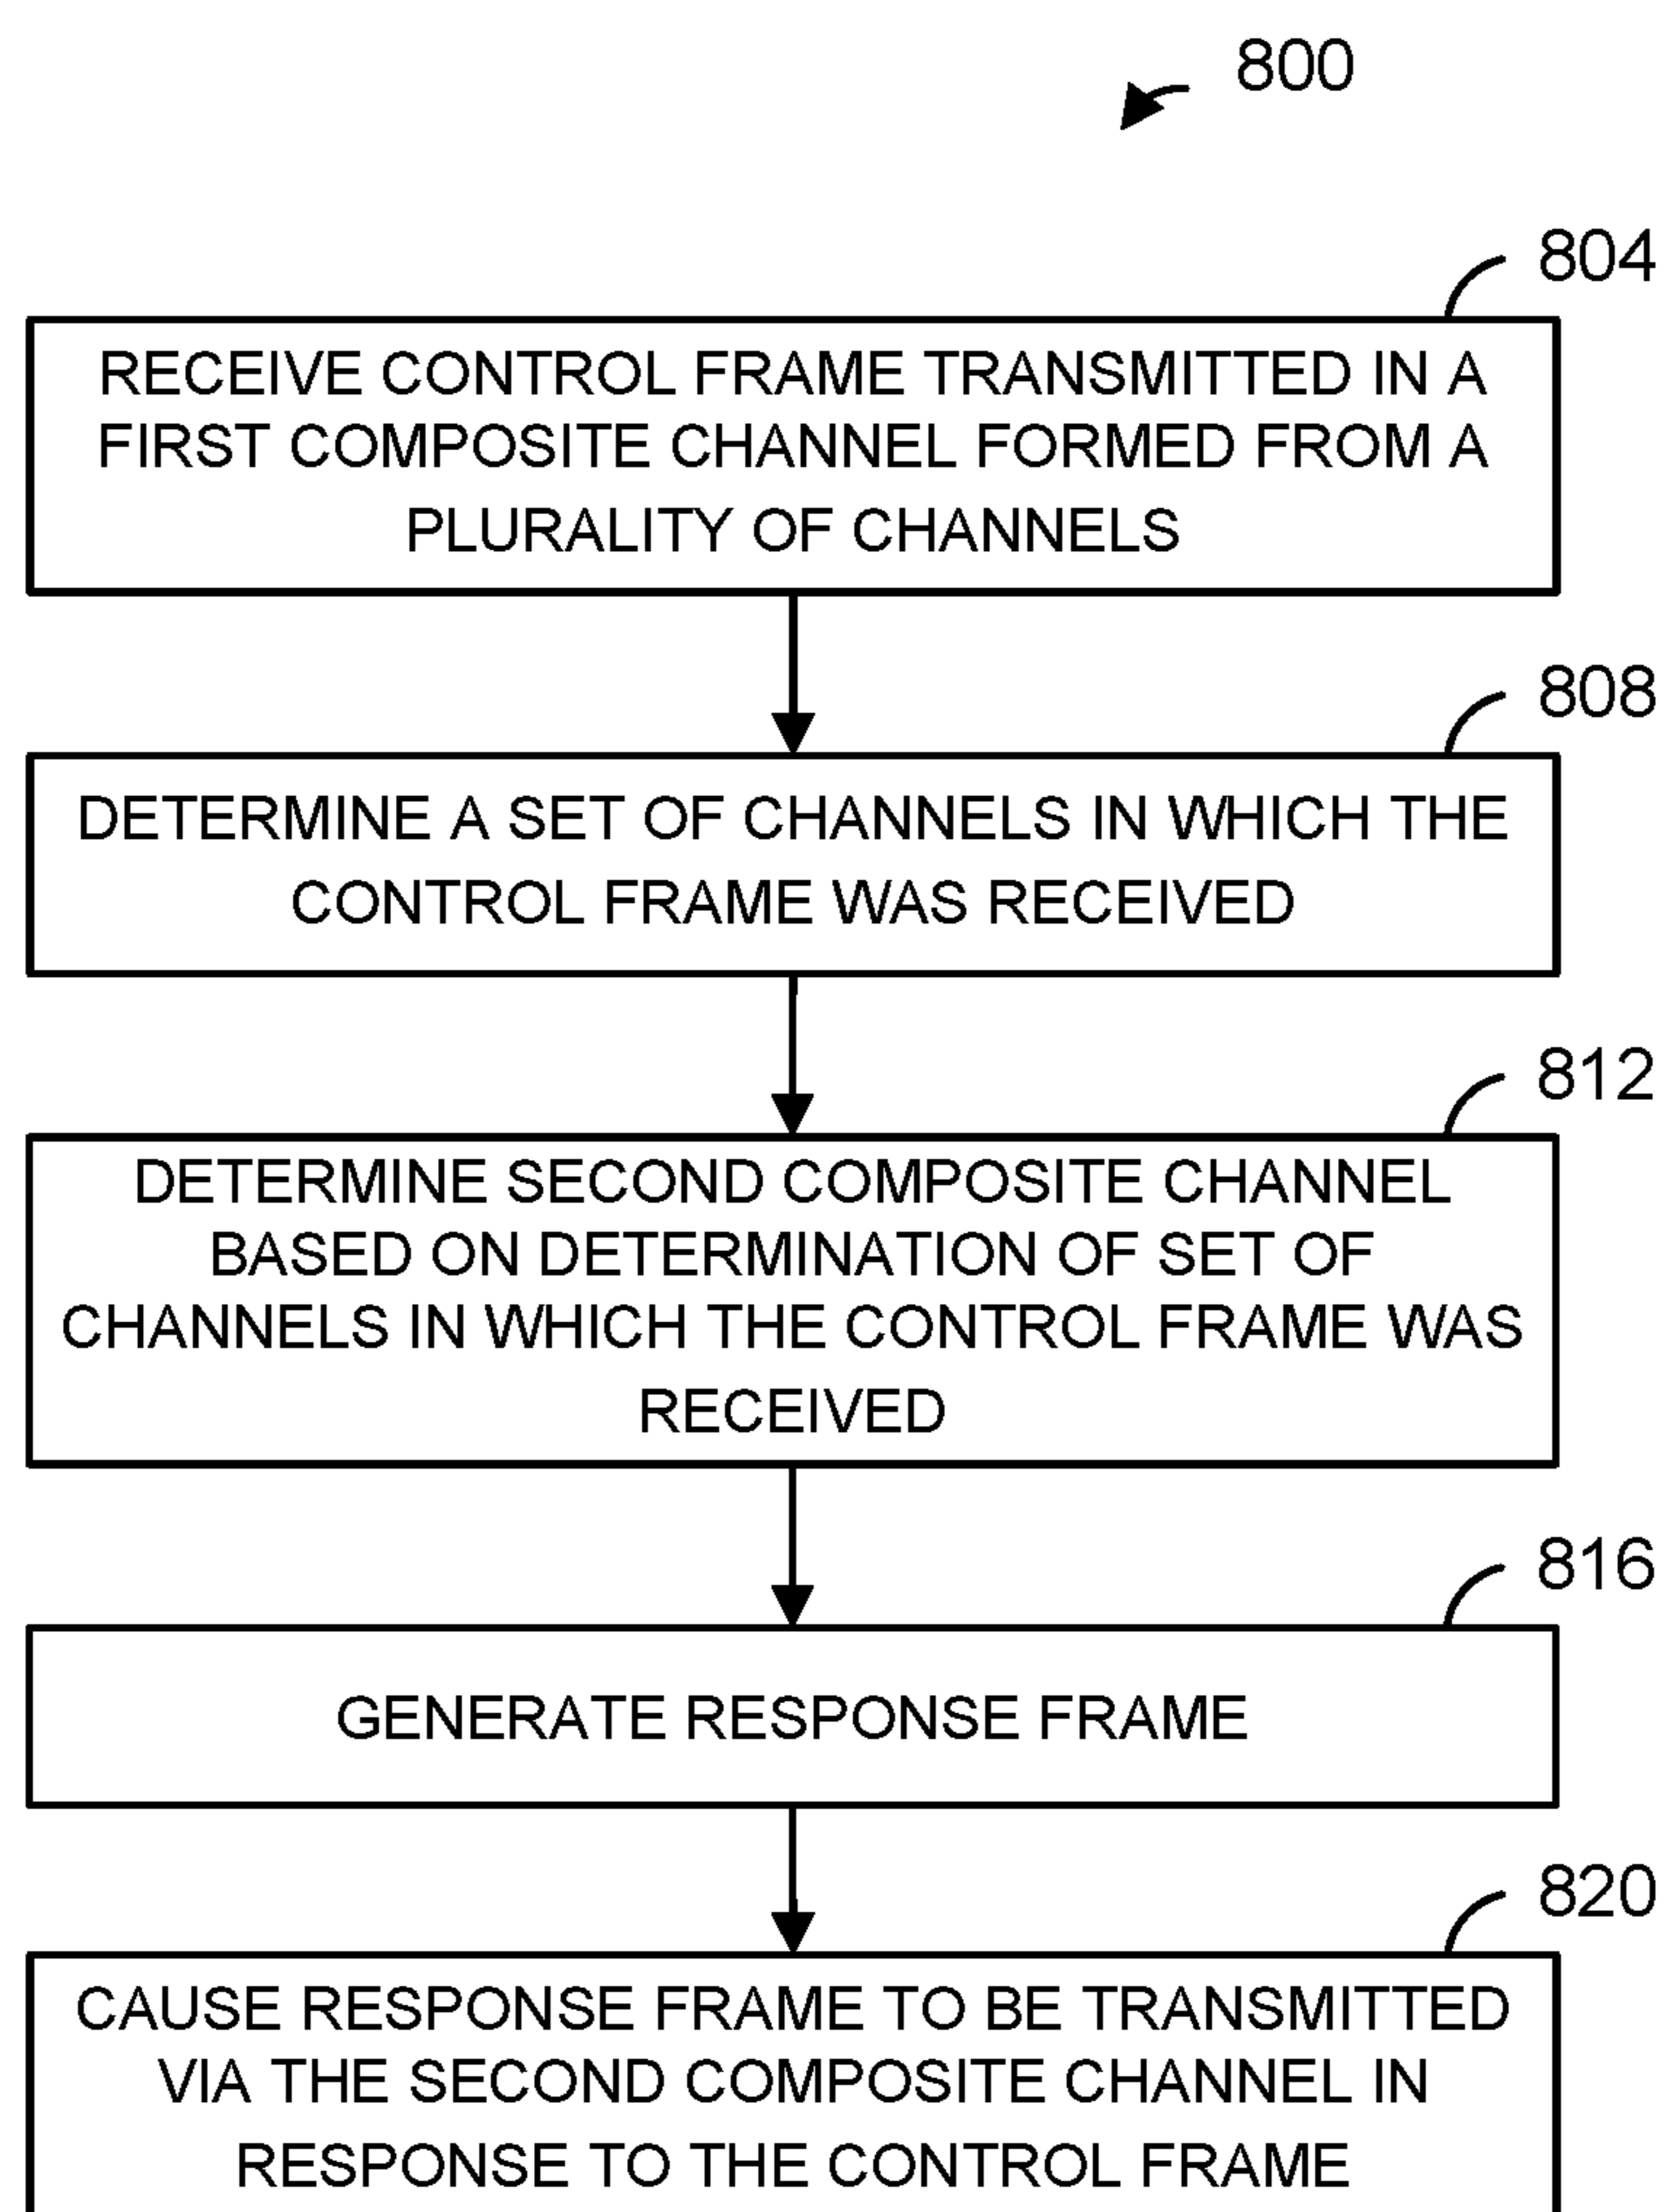 800
804
RECEIVE CONTROL FRAME TRANSMITTED IN A
FIRST COMPOSITE CHANNEL FORMED FROM A
PLURALITY OF CHANNELS
808
DETERMINE A SET OF CHANNELS IN WHICH THE
CONTROL FRAME WAS RECEIVED
812
DETERMINE SECOND COMPOSITE CHANNEL
BASED ON DETERMINATION OF SET OF
CHANNELS IN WHICH THE CONTROL FRAME WAS
RECEIVED
816
GENERATE RESPONSE FRAME
820
CAUSE RESPONSE FRAME TO BE TRANSMITTED
VIA THE SECOND COMPOSITE CHANNEL IN
RESPONSE TO THE CONTROL FRAME